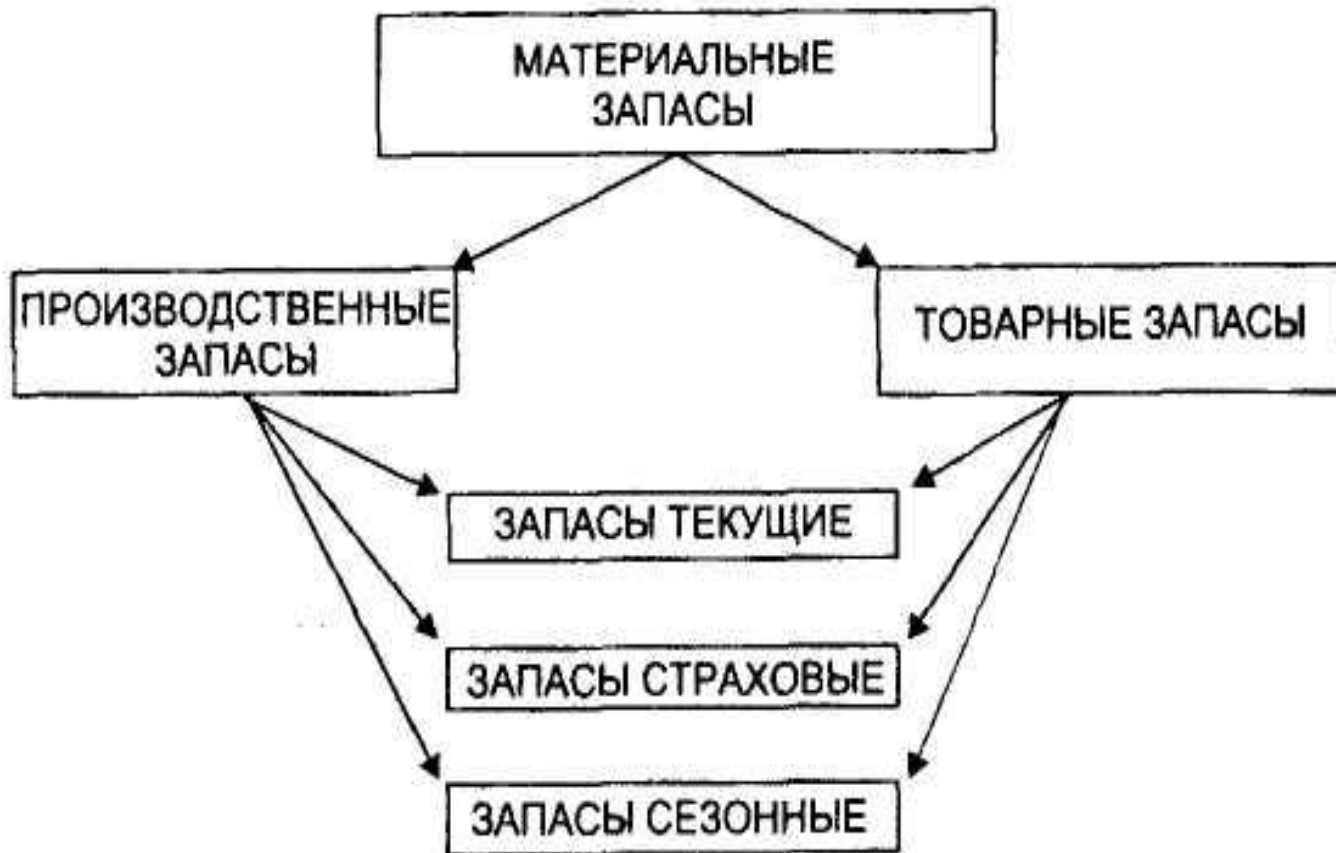 МАТЕРИАЛЬНЫЕ
ЗАПАСЫ
ПРОИЗВОДСТВЕННЫЕ
ЗАПАСЫ
ТОВАРНЫЕ ЗАПАСЫ
ЗАПАСЫ ТЕКУЩИЕ
ЗАПАСЫ СТРАХОВЫЕ
ЗАПАСЫ СЕЗОННЫЕ